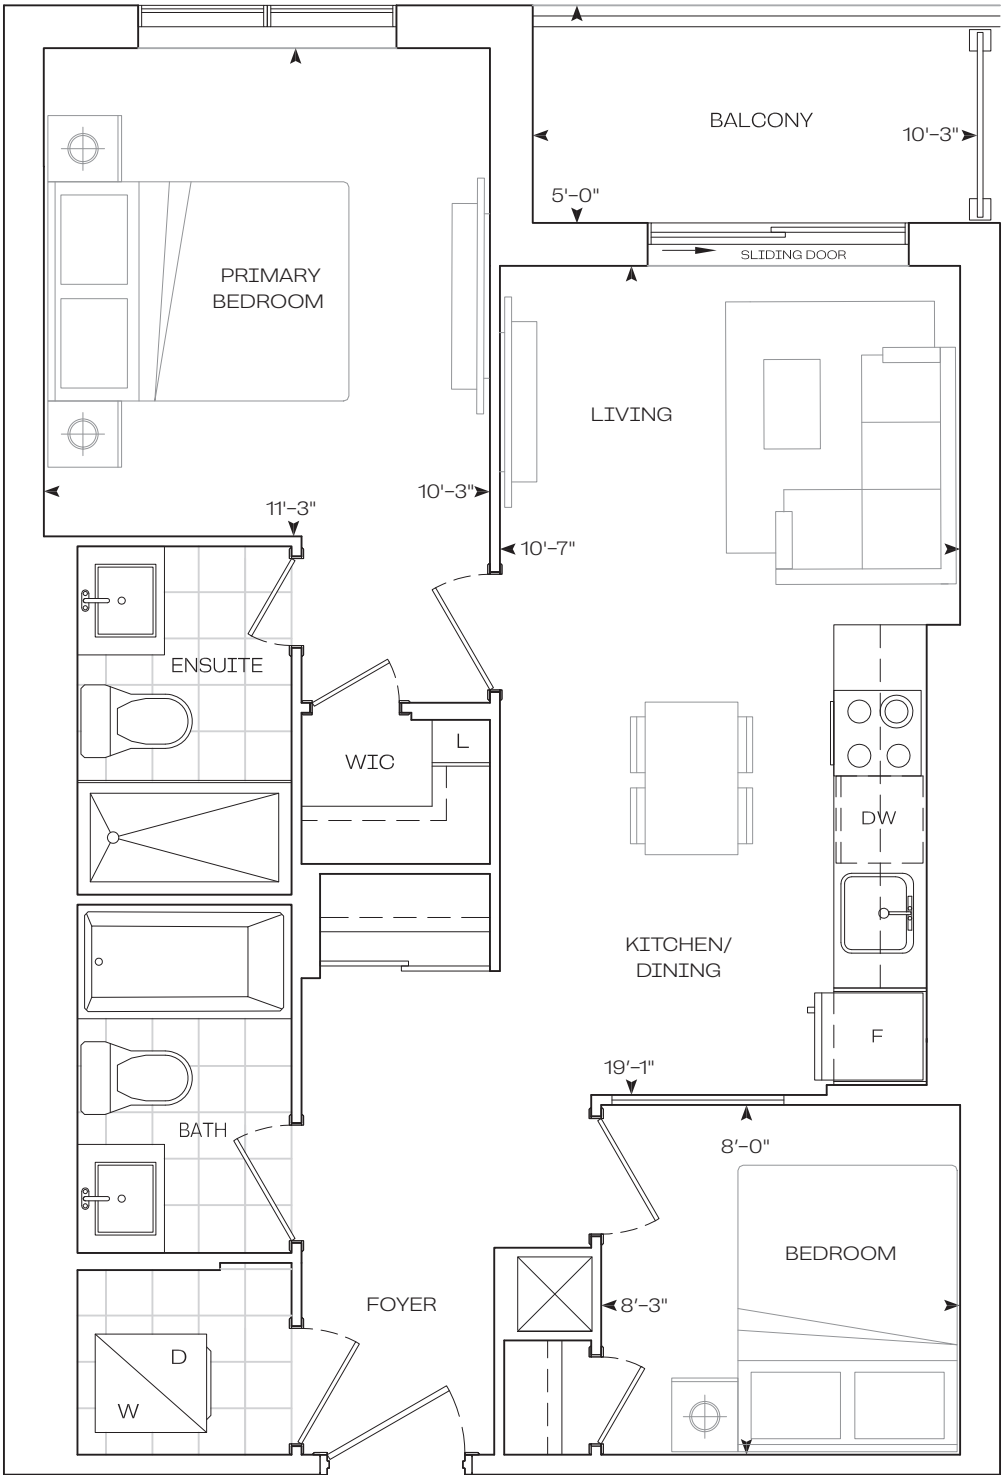 BALCONY
10'-3"
5'-0"
SLIDING DOOR
PRIMARY
BEDROOM
LIVING
10'-3"
11'-3"
10'-7"
ENSUITE
L
WIC
DW
KITCHEN/
DINING
F
19'-1"
BATH
8'-0"
BEDROOM
FOYER
8'-3"
D
W